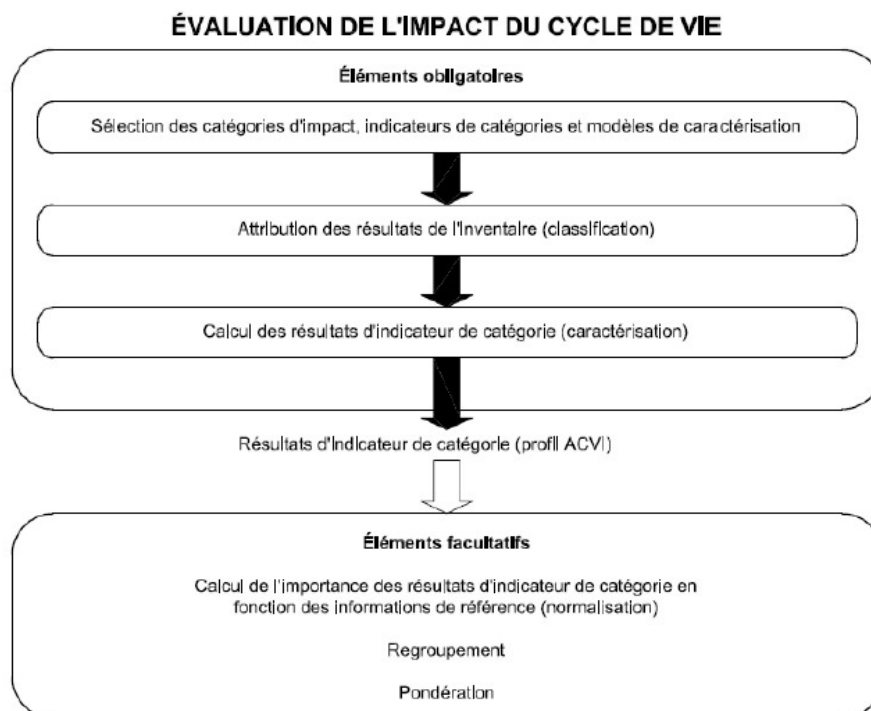 ÉVALUATION DE L'IMPACT DU CYCLE DE VIE
Éléments obligatoires
Sélection des catégories d'impact, indicateurs de catégories et modèles de caractérisation
Attribution des résultats de l'inventaire (classification)
Calcul des résultats d'indicateur de catégorie (caractérisation)
Résultats d'indicateur de catégorie (profil ACVI)
Éléments facultatifs
Calcul de l'importance des résultats d'indicateur de catégorie en
fonction des informations de référence (normalisation)
Regroupement
Pondération